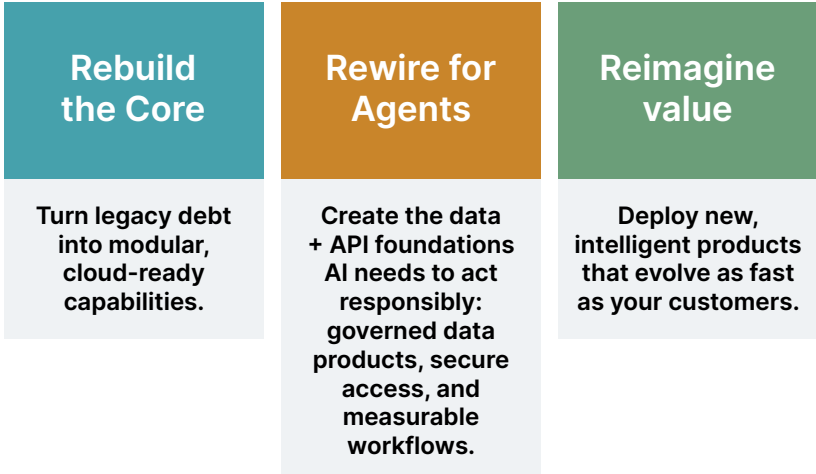 Rebuild
the Core
Turn legacy debt
into modular,
cloud-ready
capabilities.
Rewire for
Agents
Create the data
+ API foundations
AI needs to act
responsibly:
governed data
products, secure
access, and
measurable
workflows.
Reimagine
value
Deploy new,
intelligent products
that evolve as fast
as your customers.